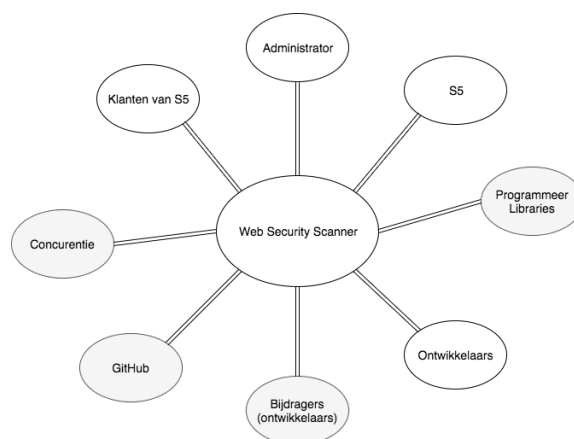 Administrator
Klanten van S5
S5
Programmeer
Libraries
Web Security Scanner
Concurentie
Ontwikkelaars
GitHub
Bijdragers
(ontwikkelaars)